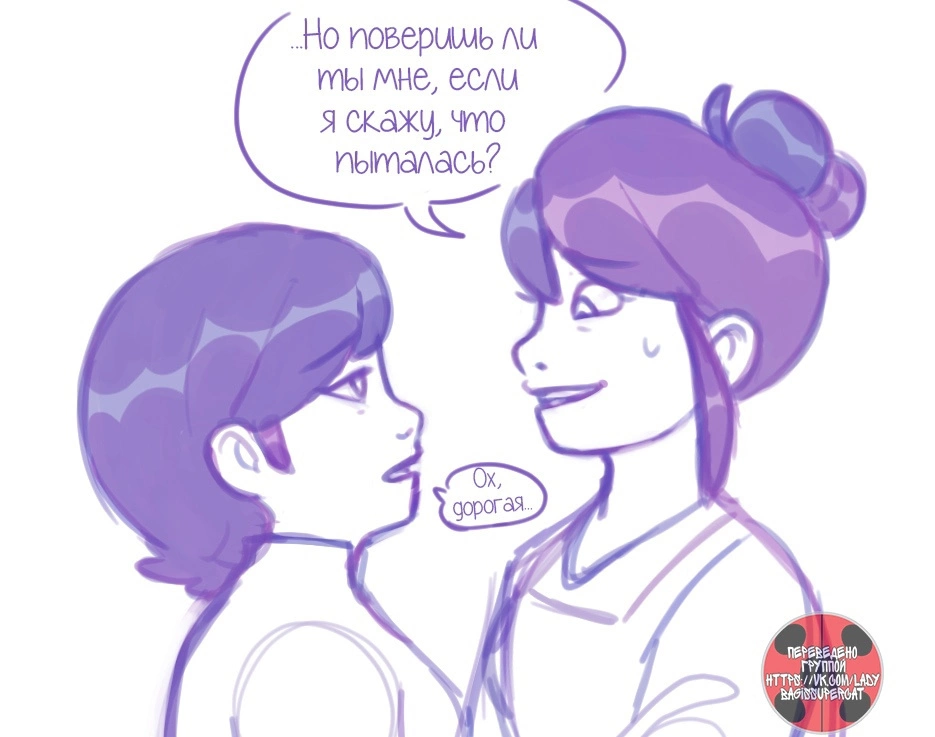 ...Но поверишь ли
ты мне, если
я скажу, что
пыталась?
Ох,
дорогая...
ПЕРЕВЕДЕНО
ГРУППОЙ
HTTPS://VK.COM/LADY
BAGISSUPERCAT